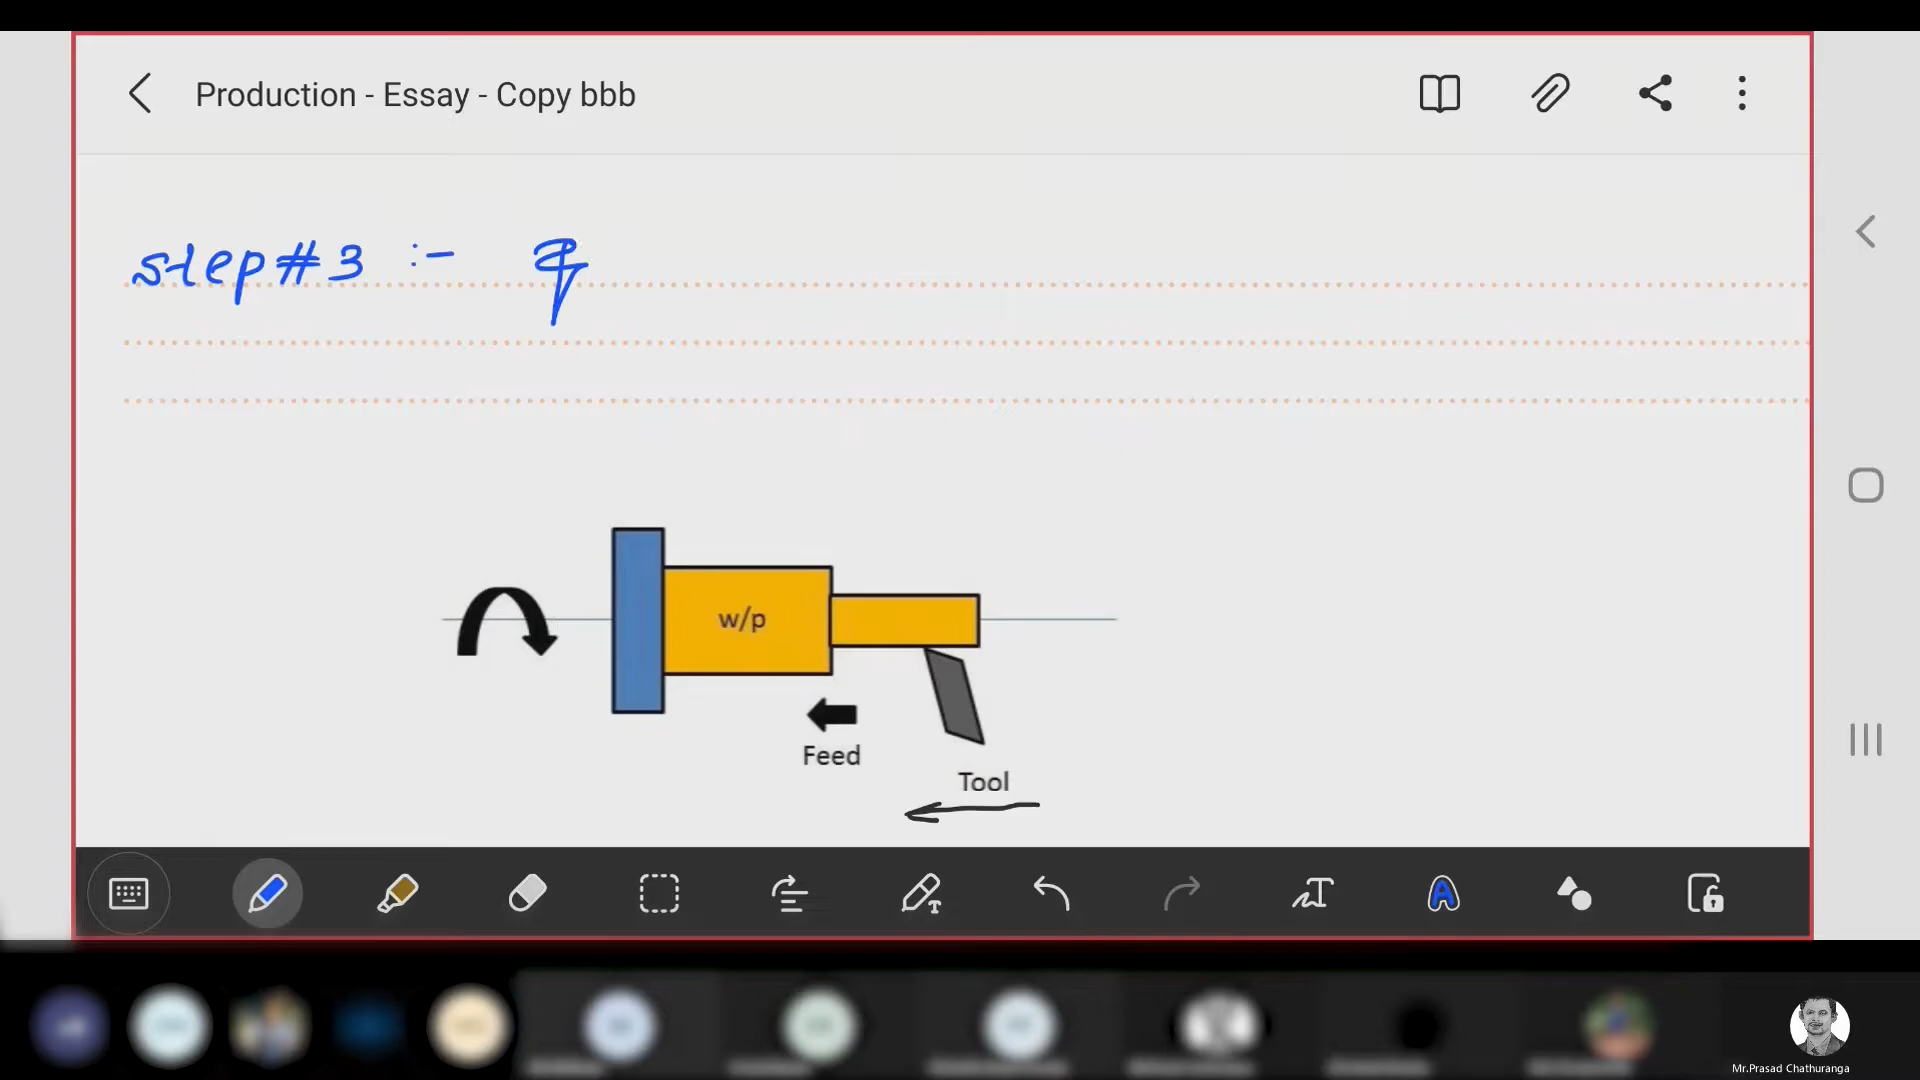 Production - Essay - Copy bbb
step#3 :-
w/p
Feed
Tool
Mr.Prasad Chathuranga